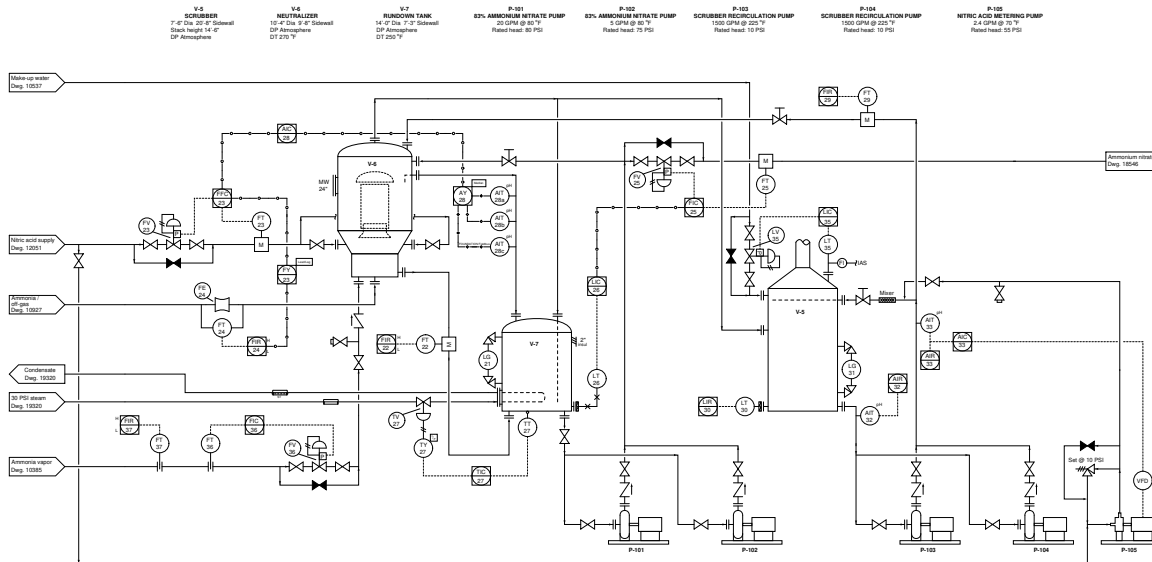 V-5
SCRUBBER
7'-6" Dia 20'-8" Sidewall
Stack height 14'-6"
DP Atmosphere
V-6
NEUTRALIZER
10'-4" Dia 9'-8" Sidewall
DP Atmosphere
DT 270 °F
V-7
RUNDOWN TANK
14'-0" Dia 7'-3" Sidewall
DP Atmosphere
DT 250 °F
P-101
83% AMMONIUM NITRATE PUMP
20 GPM @ 80 °F
Rated head: 80 PSI
P-102
83% AMMONIUM NITRATE PUMP
5 GPM @ 80 °F
Rated head: 75 PSI
P-103
SCRUBBER RECIRCULATION PUMP
1500 GPM @ 225 °F
Rated head: 10 PSI
P-104
SCRUBBER RECIRCULATION PUMP
1500 GPM @ 225 °F
Rated head: 10 PSI
P-105
NITRIC ACID METERING PUMP
2.4 GPM @ 70 °F
Rated head: 55 PSI
Make-up water
Dwg. 10537
FIR
29
FT
29
M
AIC
28
V-6
MW
24"
AY
28
pH
AIT
28a
pH
AIT
28b
pH
AIT
28c
FV
25
P
FIC
25
M
FT
25
Ammonium nitrat
Dwg. 18546
FFC
23
FV
23
P
FT
23
M
Nitric acid supply
Dwg. 12051
FY
23
LIC
35
LV
35
LT
35
PI
IAS
FE
24
Ammonia /
off-gas
Dwg. 10927
FT
24
FIR
24
H
L
LIC
26
Mixer
V-5
pH
AIT
33
AIR
33
AIC
33
FIR
22
H
L
FT
22
M
V-7
2"
LG
21
LT
26
LG
31
AIR
32
Condensate
Dwg. 19320
30 PSI steam
Dwg. 19320
TV
27
TY
27
TT
27
TIC
27
LIR
30
LT
30
pH
AIT
32
H
L
FIR
37
FT
37
FT
36
FIC
36
FV
36
P
Ammonia vapor
Dwg. 10385
Set @ 10 PSI
VFD
P-101
P-102
P-103
P-104
P-105